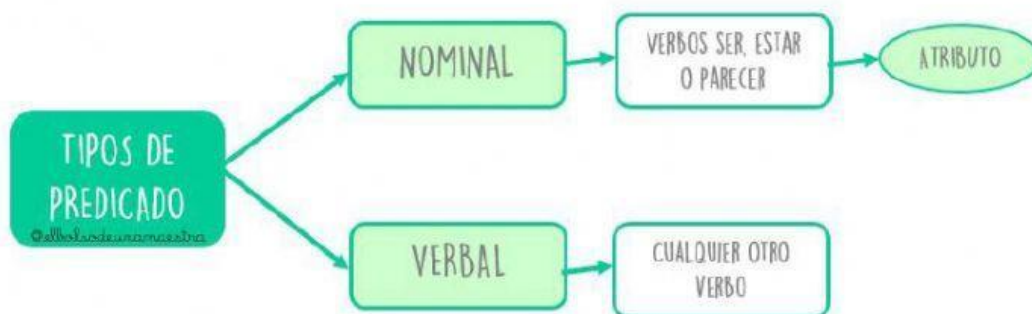 NOMINAL
VERBOS SER, ESTAR
O PARECER
ATRIBUTO
TIPOS DE
PREDICADO
@elbolsodeunamaestra
VERBAL
CUALQUIER OTRO
VERBO